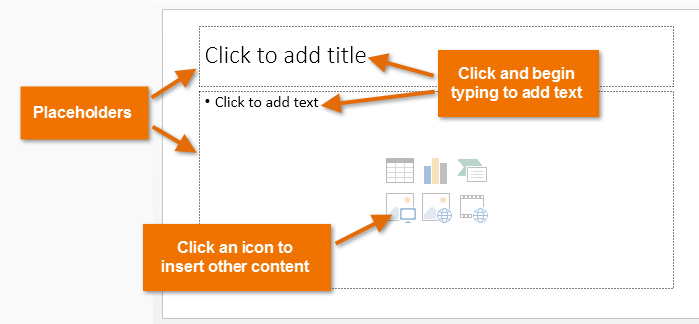 Click to add title
Click and begin
typing to add text
Placeholders
• Click to add text
Click an icon to
insert other content